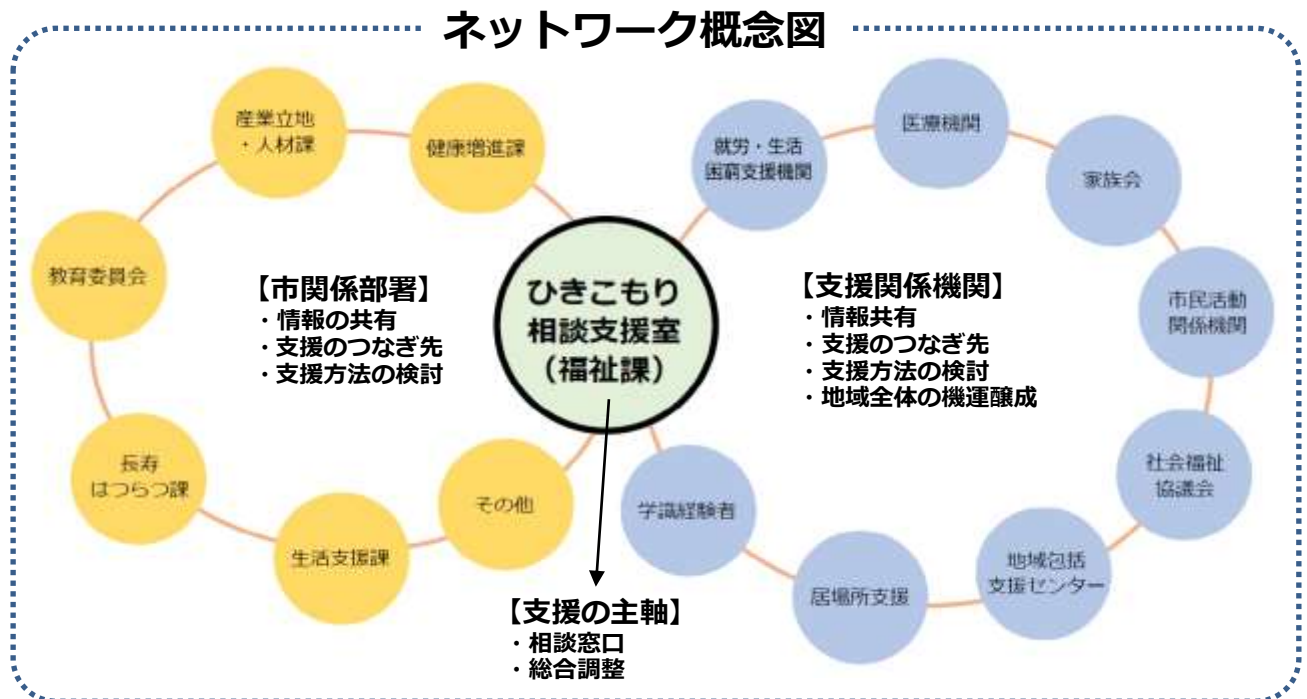 ネットワーク概念図
産業立地
・人材課
健康増進課
教育委員会
長寿
はつらつ課
生活支援課
その他
【市関係部署】
・情報の共有
・支援のつなぎ先
・支援方法の検討
ひきこもり
相談支援室
（福祉課）
【支援の主軸】
・相談窓口
・総合調整
就労・生活
困窮支援機関
医療機関
家族会
市民活動
関係機関
社会福祉
協議会
地域包括
支援センター
居場所支援
学識経験者
【支援関係機関】
・情報共有
・支援のつなぎ先
・支援方法の検討
・地域全体の機運醸成